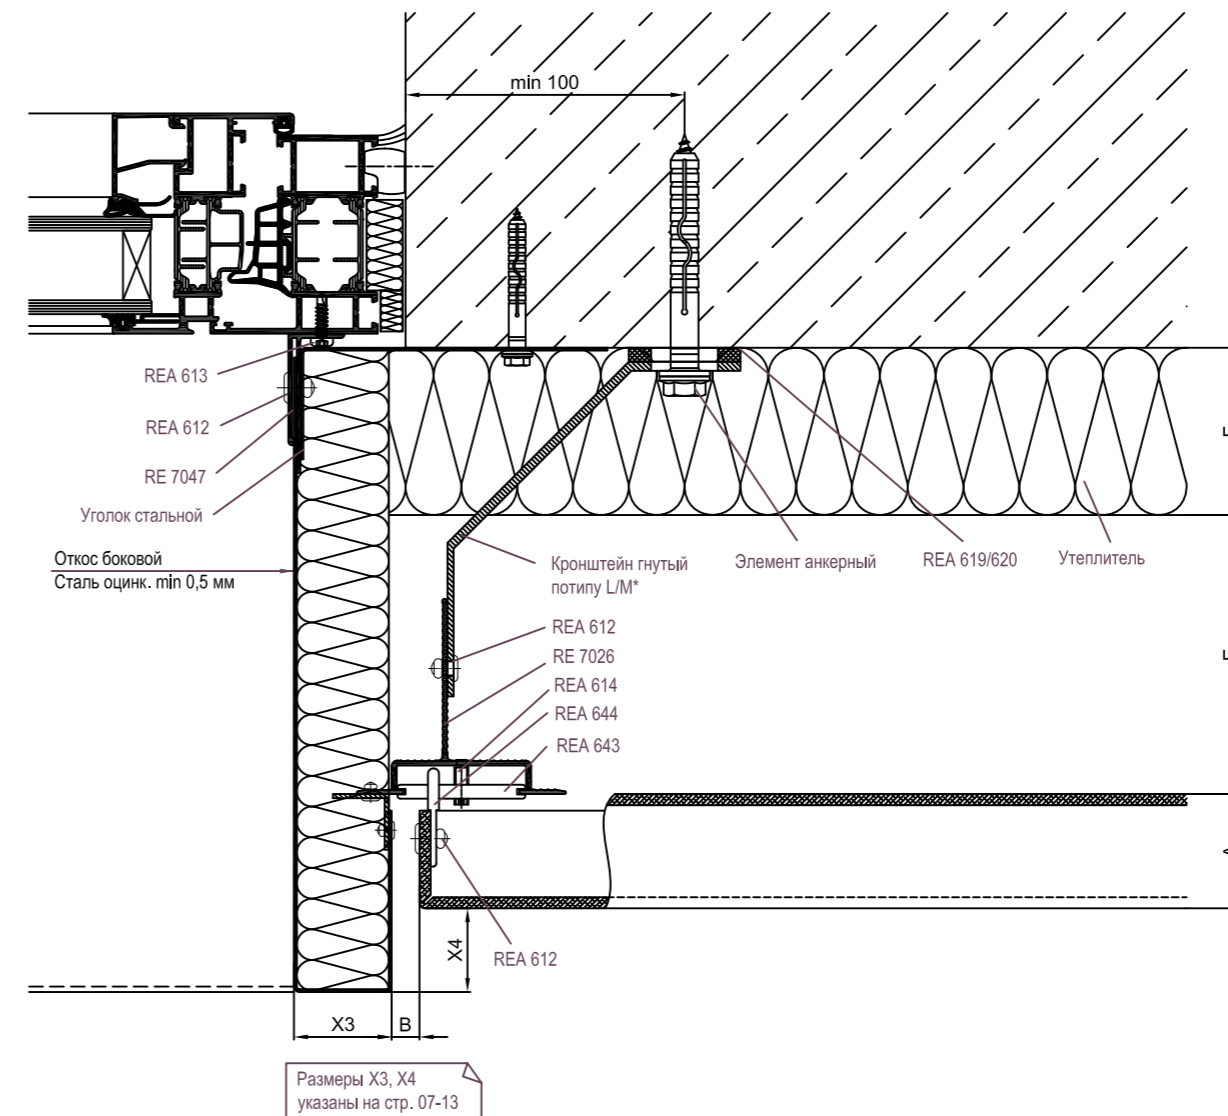 min 100
REA 613
REA 612
RE 7047
Уголок стальной
Откос боковой
Сталь оцинк. min 0,5 мм
Кронштейн гнутый
потипу L/M*
Элемент анкерный
REA 619/620
Утеплитель
REA 612
RE 7026
REA 614
REA 644
REA 643
X4
REA 612
X3
B
Размеры X3, X4
указаны на стр. 07-13